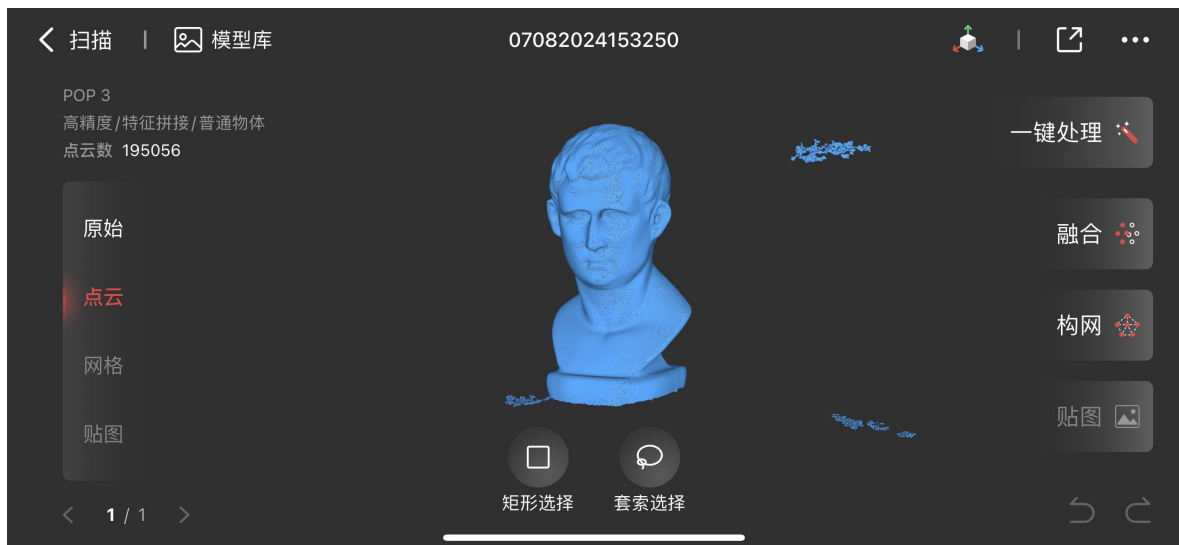 扫描 | 模型库
07082024153250
POP 3
高精度/特征拼接/普通物体
点云数 195056
原始
点云
网格
贴图
1 / 1
矩形选择
套索选择
一键处理
融合
构网
贴图